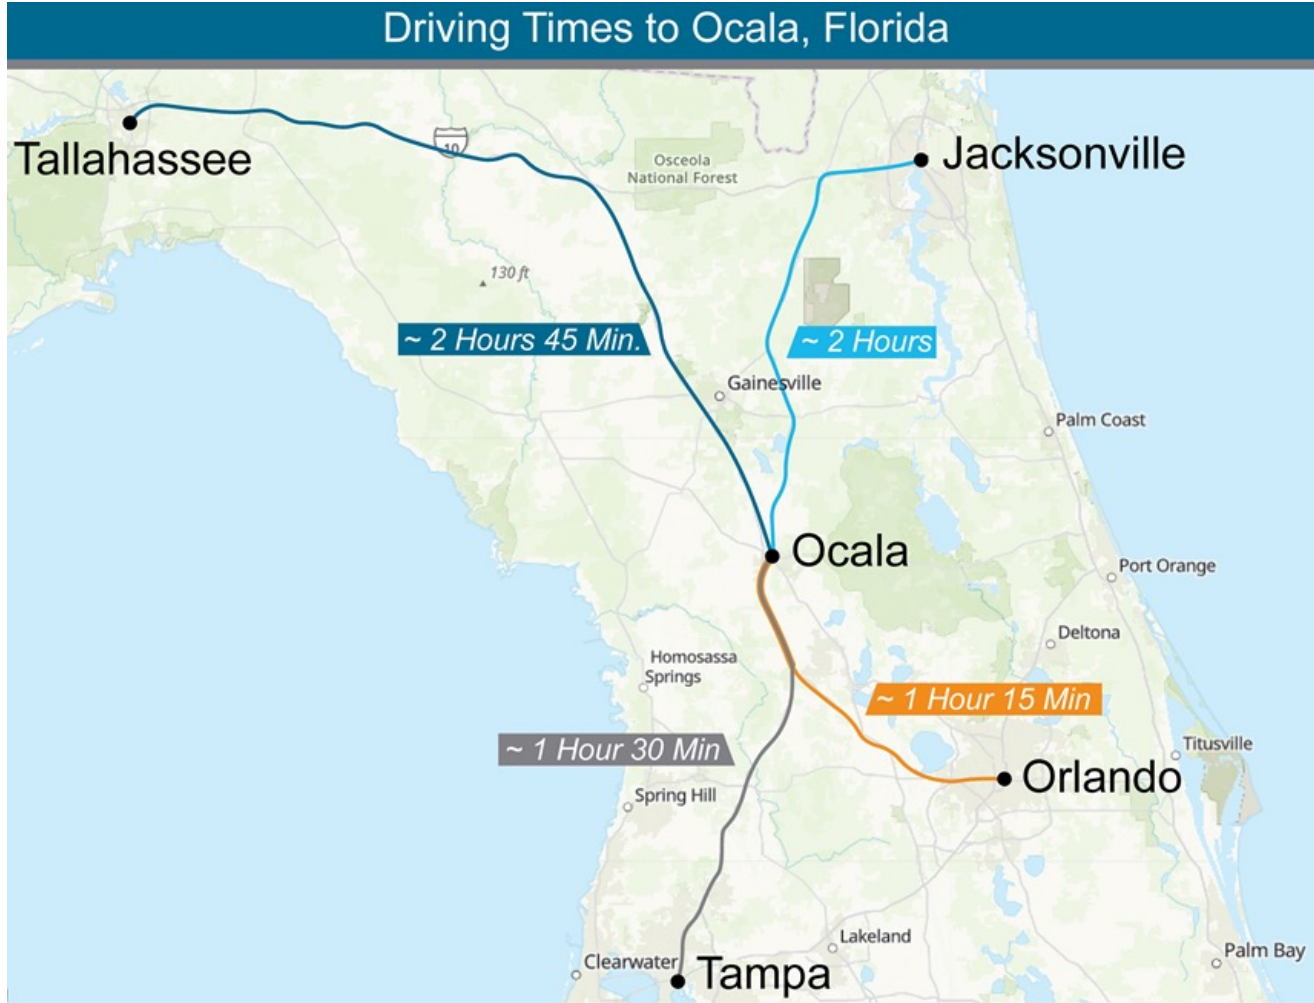 Driving Times to Ocala, Florida
Tallahassee
10
Osceola
National Forest
Jacksonville
130 ft
~ 2 Hours 45 Min.
~ 2 Hours
Gainesville
Palm Coast
Ocala
Port Orange
Deltona
Homosassa
Springs
~ 1 Hour 15 Min
~ 1 Hour 30 Min
Titusville
Orlando
Spring Hill
Lakeland
Palm Bay
Clearwater
Tampa